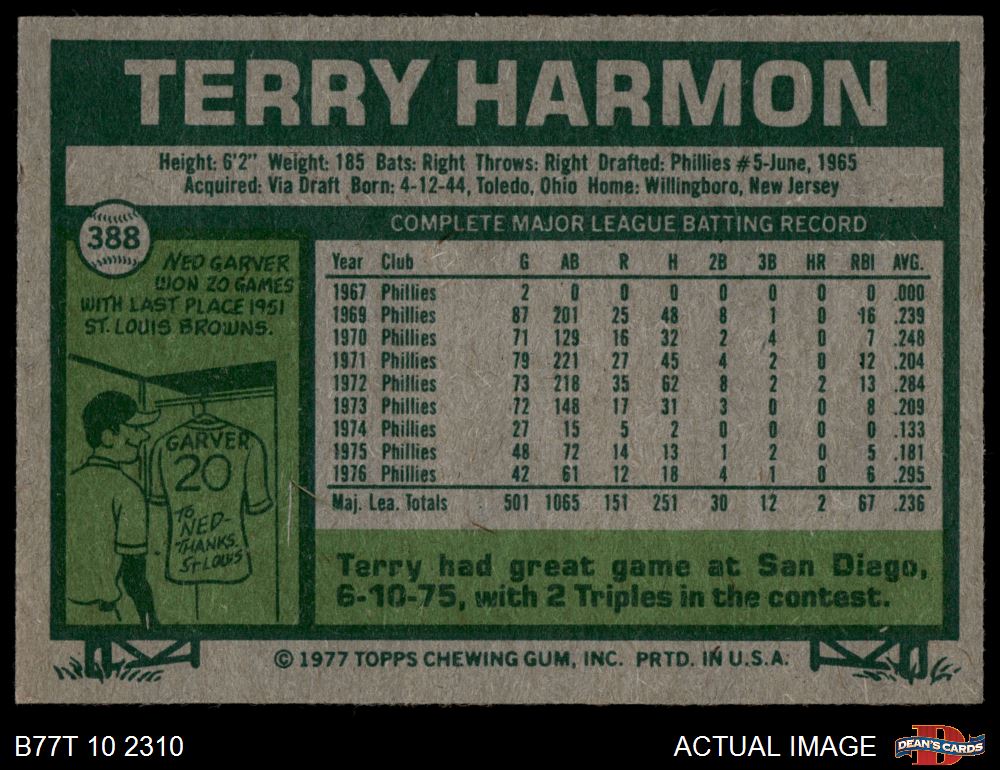 TERRY HARMON
Height: 6'2" Weight: 185 Bats: Right Throws: Right Drafted: Phillies #5-June, 1965
Acquired: Via Draft Born: 4-12-44, Toledo, Ohio Home: Willingboro, New Jersey
388
NED GARVER
WON 20 GAMES
WITH LAST PLACE 1951
ST. LOUIS BROWNS.
GARVER
20
TO
NED-
THANKS.
ST LOUIS
COMPLETE MAJOR LEAGUE BATTING RECORD
Year Club G AB R H 2B 3B HR RBI AVG.
1967 Phillies 2 0 0 0 0 0 0 0 .000
1969 Phillies 87 201 25 48 8 1 0 16 .239
1970 Phillies 71 129 16 32 2 4 0 7 .248
1971 Phillies 79 221 27 45 4 2 0 12 .204
1972 Phillies 73 218 35 62 8 2 2 13 .284
1973 Phillies 72 148 17 31 3 0 0 8 .209
1974 Phillies 27 15 5 2 0 0 0 0 .133
1975 Phillies 48 72 14 13 1 2 0 5 .181
1976 Phillies 42 61 12 18 4 1 0 6 .295
Maj. Lea. Totals 501 1065 151 251 30 12 2 67 .236
Terry had great game at San Diego,
6-10-75, with 2 Triples in the contest.
© 1977 TOPPS CHEWING GUM, INC. PRTD. IN U.S.A.
B77T 10 2310
ACTUAL IMAGE
D
DEAN'S CARDS